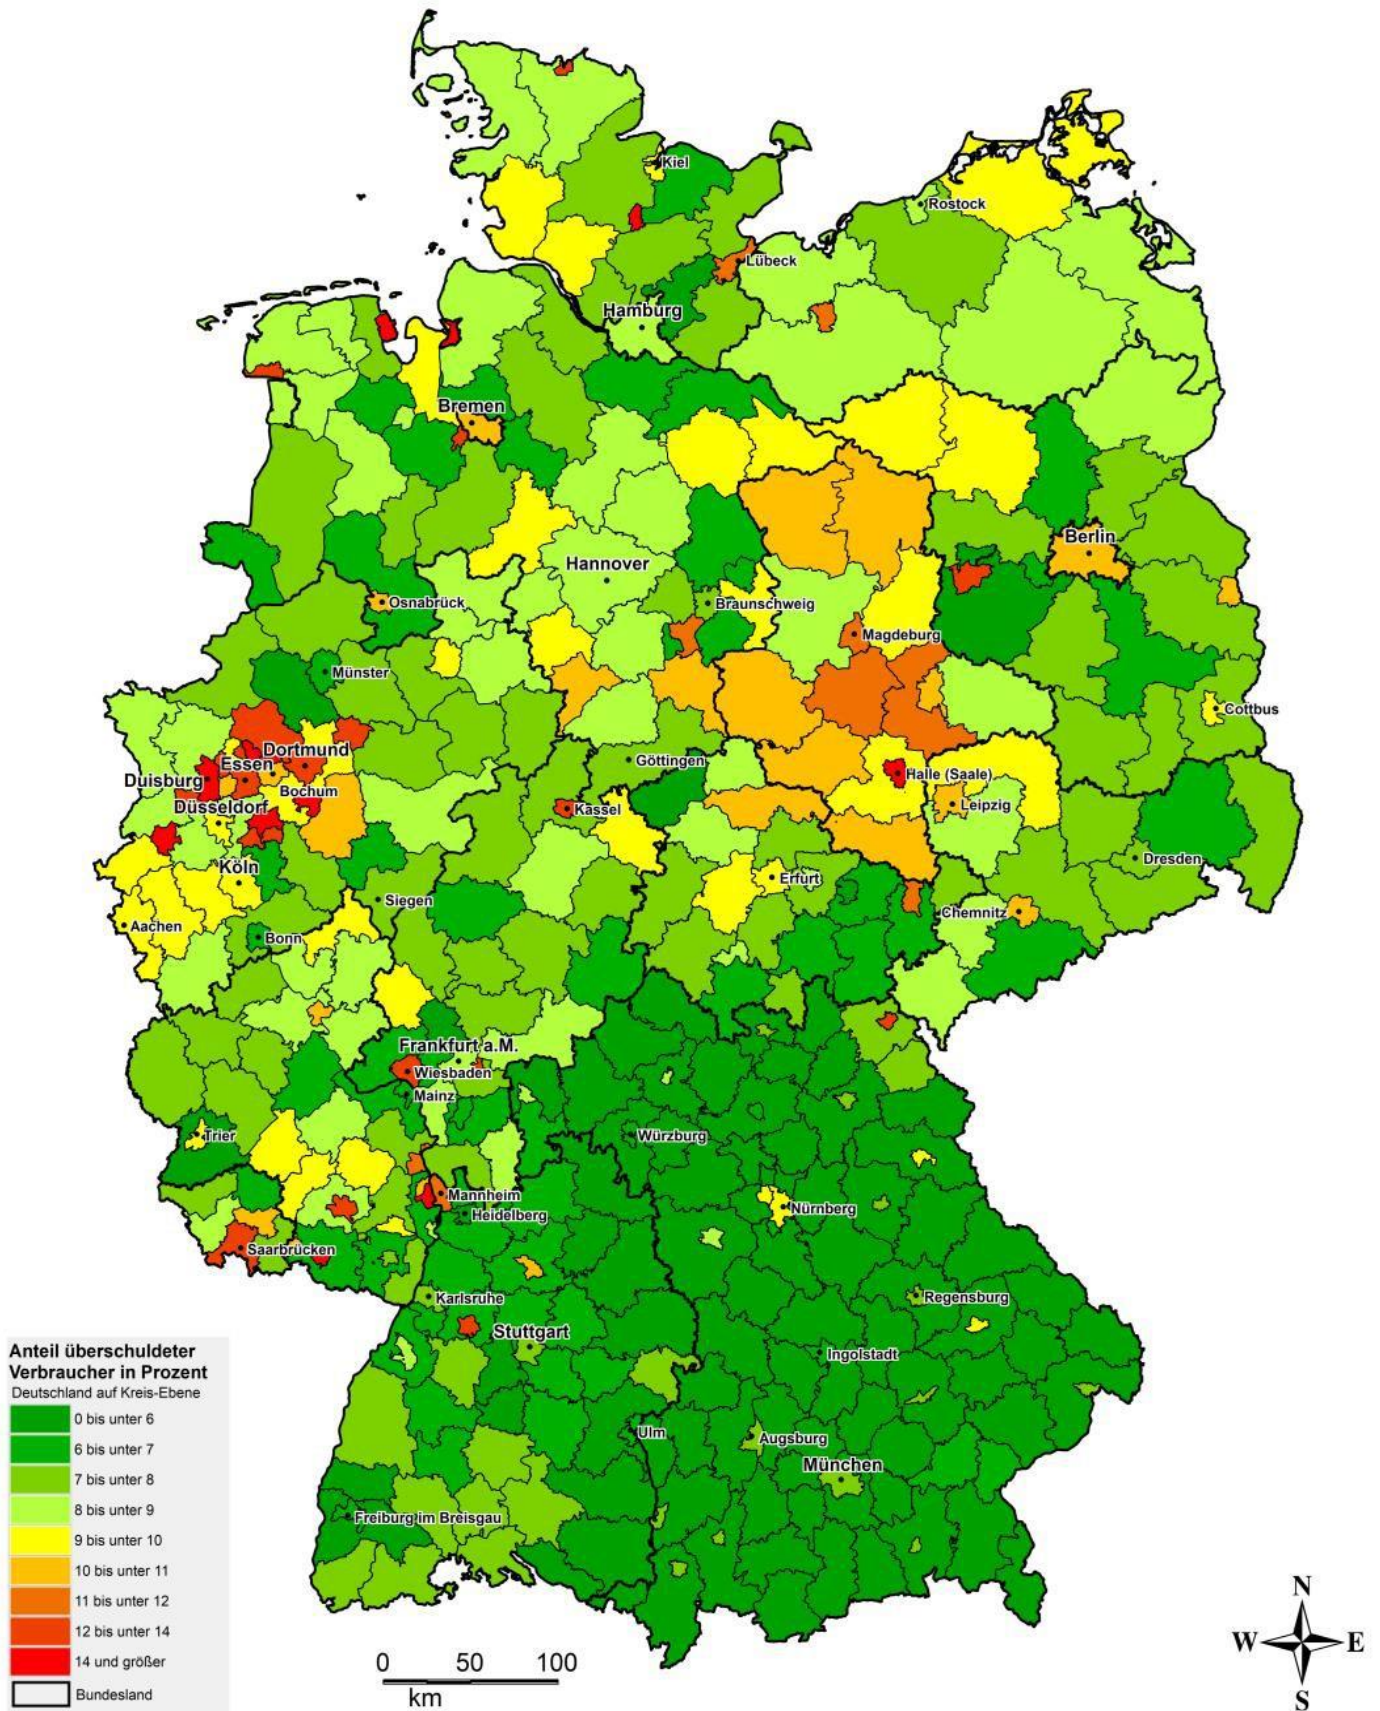 Kiel
Rostock
Lübeck
Hamburg
Bremen
Berlin
Hannover
Osnabrück
Braunschweig
Magdeburg
Münster
Cottbus
Dortmund
Essen
Duisburg
Bochum
Düsseldorf
Göttingen
Halle (Saale)
Leipzig
Kassel
Dresden
Köln
Erfurt
Siegen
Chemnitz
Aachen
Bonn
Frankfurt a.M.
Wiesbaden
Mainz
Trier
Würzburg
Mannheim
Heidelberg
Nürnberg
Saarbrücken
Karlsruhe
Regensburg
Stuttgart
Ingolstadt
Ulm
Augsburg
München
Freiburg im Breisgau
Anteil überschuldeter
Verbraucher in Prozent
Deutschland auf Kreis-Ebene
0 bis unter 6
6 bis unter 7
7 bis unter 8
8 bis unter 9
9 bis unter 10
10 bis unter 11
11 bis unter 12
12 bis unter 14
14 und größer
Bundesland
0 50 100
km
N
W E
S